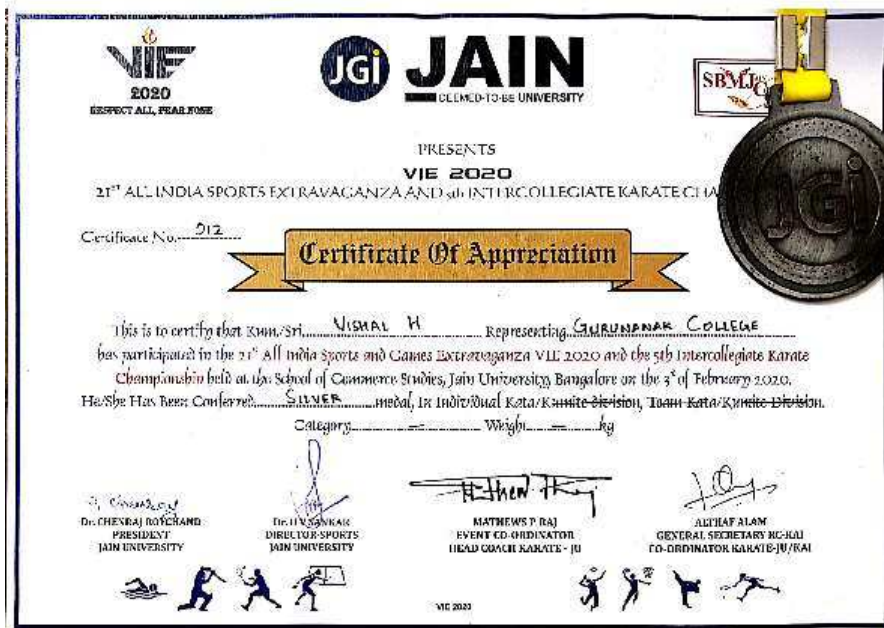 VIE
2020
RESPECT ALL, FEAR NONE
JGi JAIN
DEEMED-TO-BE UNIVERSITY
SBMJC
PRESENTS
VIE 2020
21ST ALL INDIA SPORTS EXTRAVAGANZA AND 5th INTERCOLLEGIATE KARATE CHA
JGi
Certificate No. 912
Certificate Of Appreciation
This is to certify that Kum./Sri. VISHAL H Representing GURUNANAK COLLEGE
has participated in the 21st All India Sports and Games Extravaganza VIE 2020 and the 5th Intercollegiate Karate
Championship held at the School of Commerce Studies, Jain University, Bangalore on the 3rd of February 2020.
He/She Has Been Conferred SILVER medal, In Individual Kata/Kumite division, Team Kata/Kumite Division.
Category — Weight — kg
Dr. CHENRAJ ROYCHAND
PRESIDENT
JAIN UNIVERSITY
Dr. U V SANKAR
DIRECTOR-SPORTS
JAIN UNIVERSITY
MATHEWS P RAJ
EVENT CO-ORDINATOR
HEAD COACH KARATE - JU
ALTHAF ALAM
GENERAL SECRETARY KC-KAI
CO-ORDINATOR KARATE-JU/KAI
VIE 2020